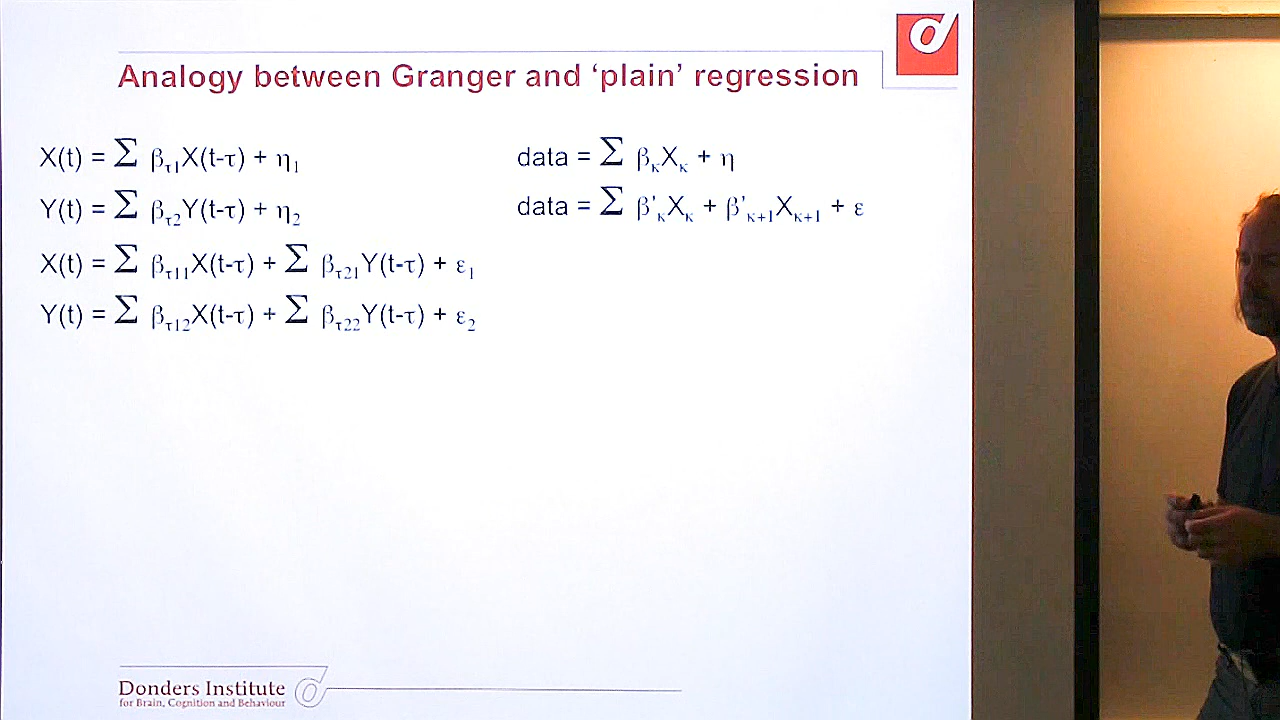 Analogy between Granger and ‘plain’ regression
X(t) = Σ βτ1X(t-τ) + η1
Y(t) = Σ βτ2Y(t-τ) + η2
X(t) = Σ βτ11X(t-τ) + Σ βτ21Y(t-τ) + ε1
Y(t) = Σ βτ12X(t-τ) + Σ βτ22Y(t-τ) + ε2
data = Σ βκXκ + η
data = Σ β’κXκ + β’κ+1Xκ+1 + ε
Donders Institute
for Brain, Cognition and Behaviour